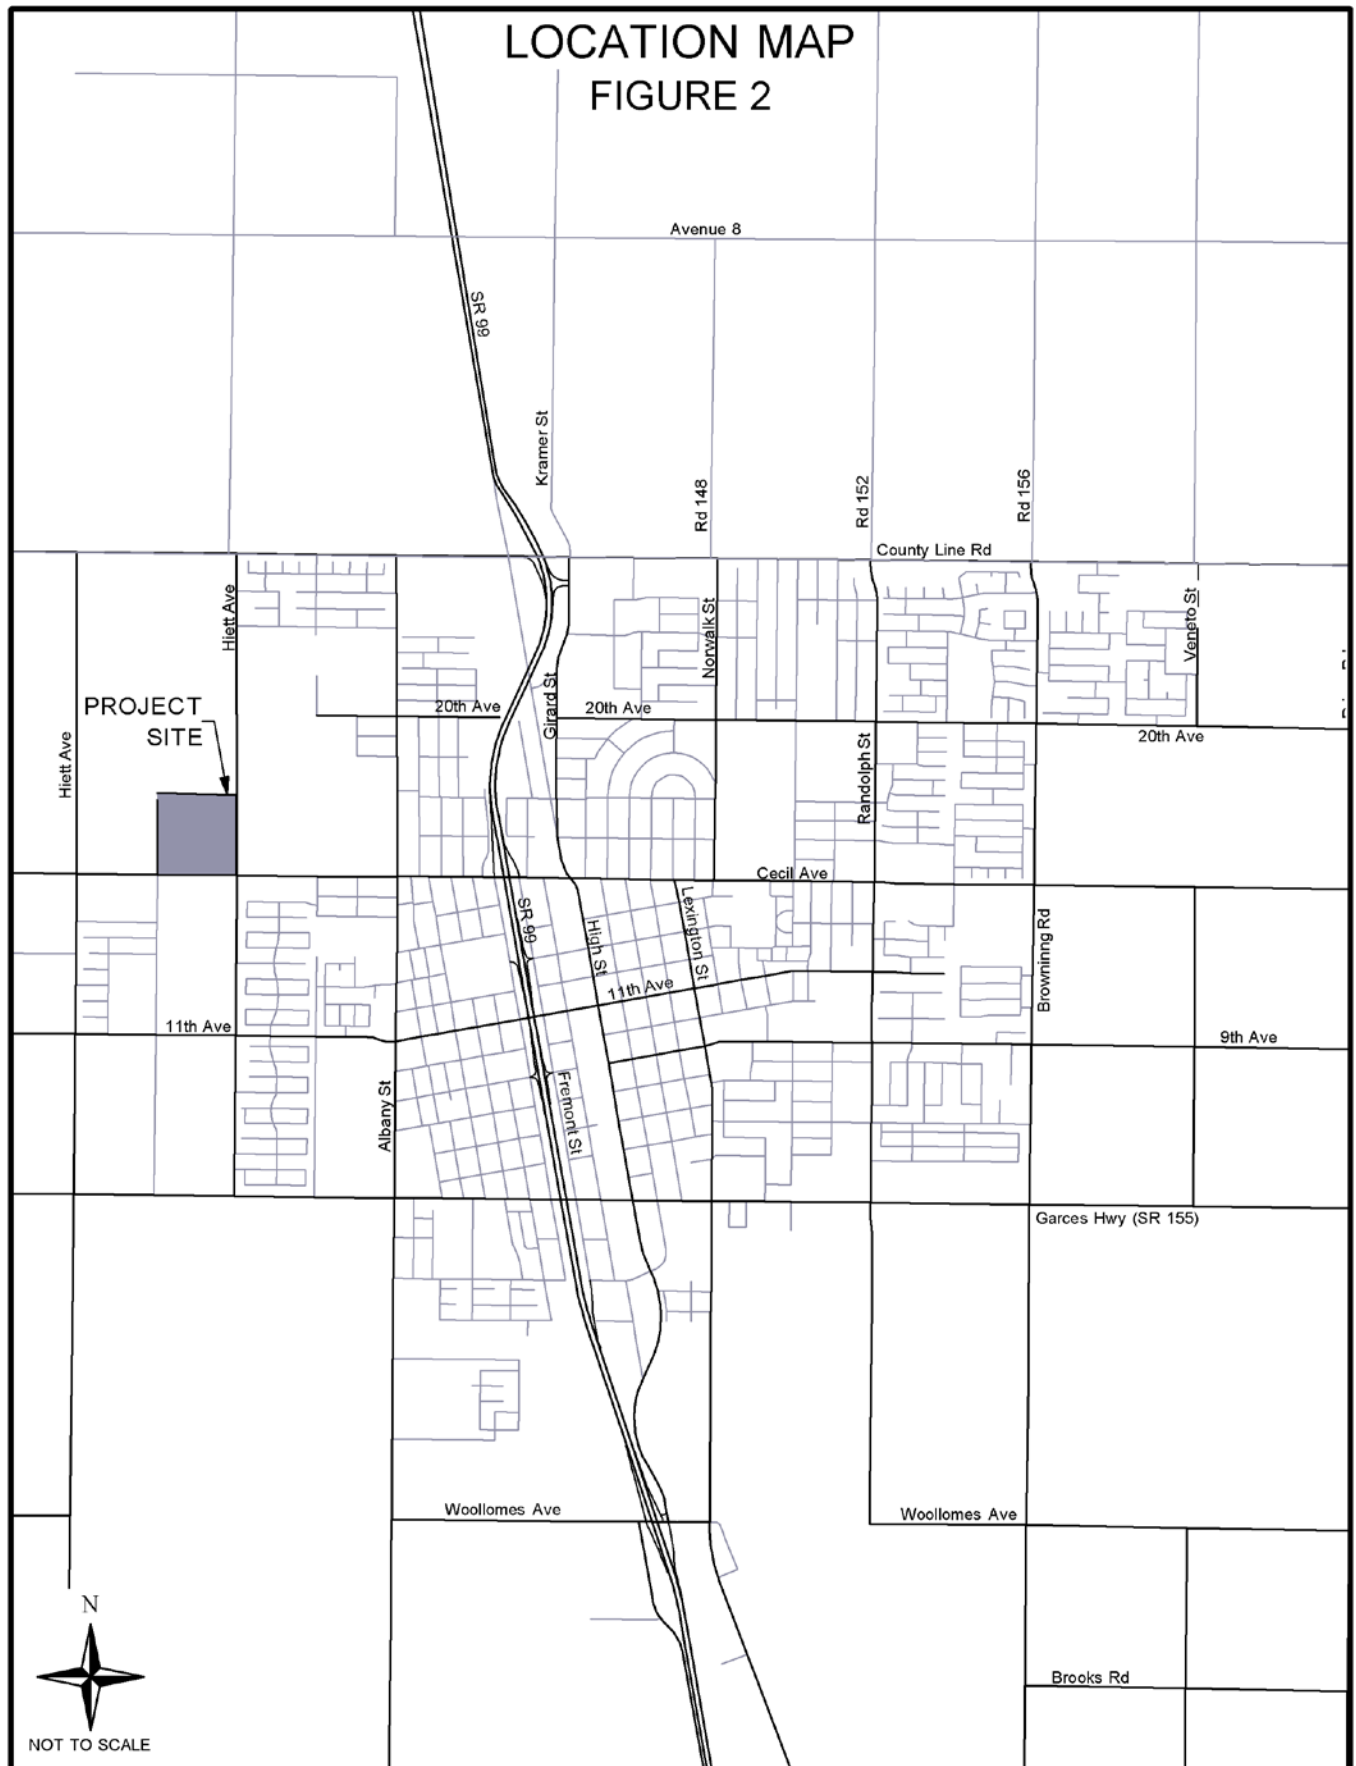 LOCATION MAP
FIGURE 2
Avenue 8
SR 99
Kramer St
Rd 148
Rd 152
Rd 156
County Line Rd
Hiett Ave
Norwalk St
Veneto St
Girard St
20th Ave
20th Ave
20th Ave
PROJECT
SITE
Hiett Ave
Randolph St
Cecil Ave
SR 99
High St
Lexington St
Browninng Rd
11th Ave
11th Ave
9th Ave
Albany St
Fremont St
Garces Hwy (SR 155)
Woollomes Ave
Woollomes Ave
N
Brooks Rd
NOT TO SCALE